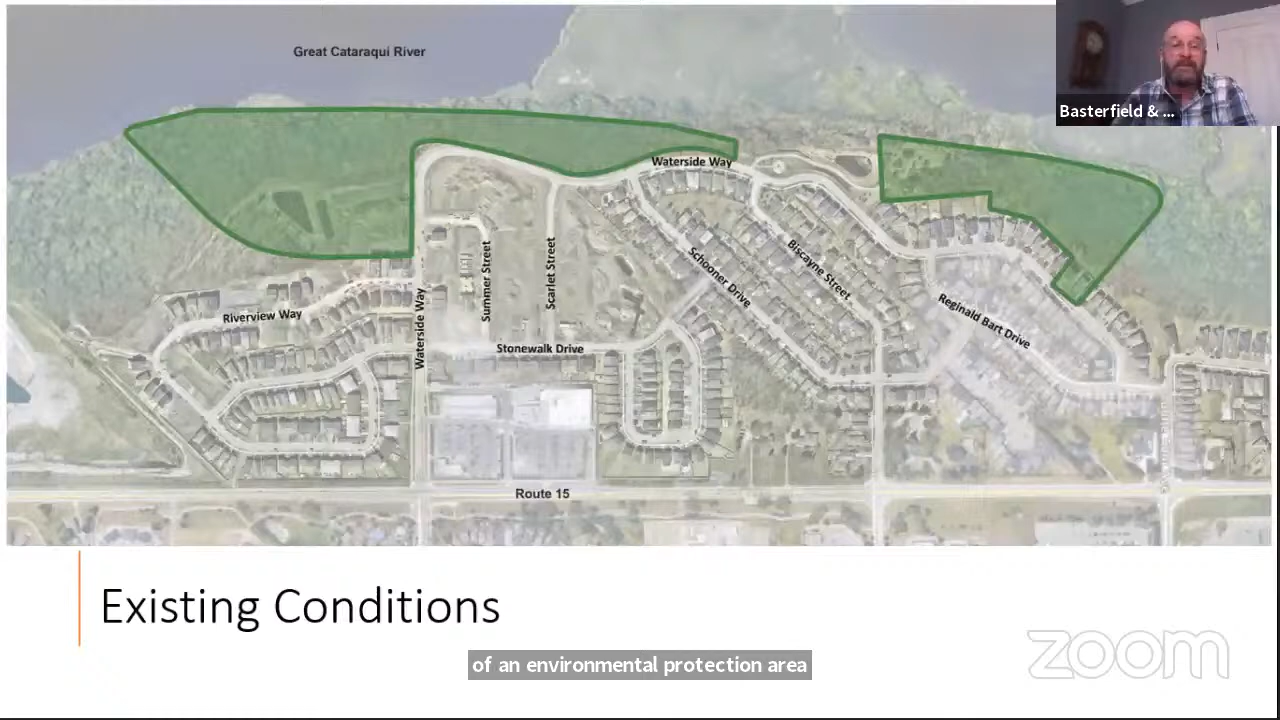 Great Cataraqui River
Basterfield & ...
Waterside Way
Summer Street
Scarlet Street
Schooner Drive
Biscayne Street
Riverview Way
Waterside Way
Reginald Bart Drive
Stonewalk Drive
Route 15
Existing Conditions
zoom
of an environmental protection area